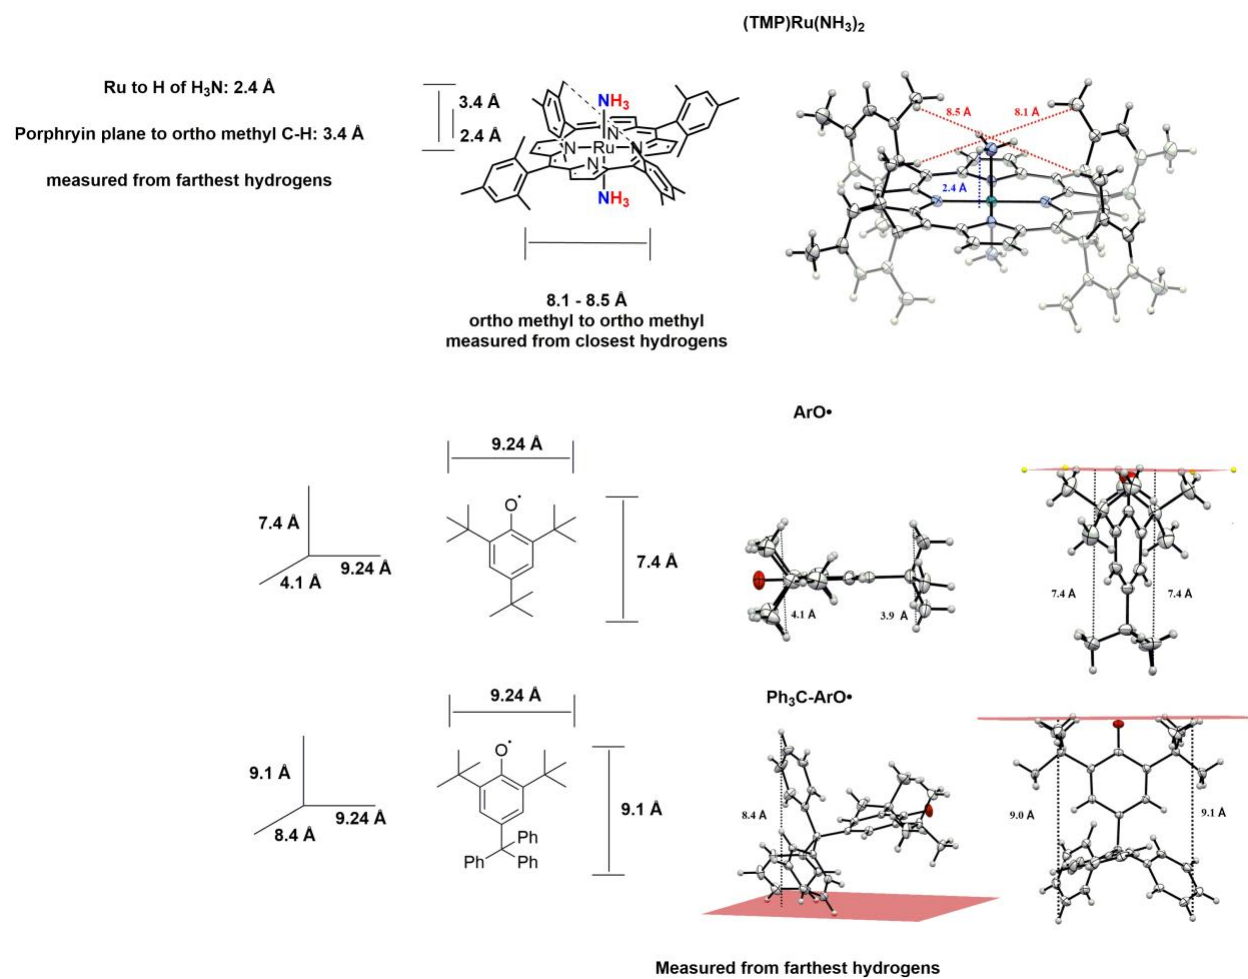 (TMP)Ru(NH3)2
Ru to H of H3N: 2.4 Å
Porphryin plane to ortho methyl C-H: 3.4 Å
measured from farthest hydrogens
3.4 Å
2.4 Å
NH3
N
N
Ru
N
N
NH3
8.1 - 8.5 Å
ortho methyl to ortho methyl
measured from closest hydrogens
8.5 Å
8.1 Å
2.4 Å
ArO•
9.24 Å
7.4 Å
9.24 Å
4.1 Å
O•
7.4 Å
4.1 Å
3.9 Å
7.4 Å
7.4 Å
Ph3C-ArO•
9.24 Å
9.1 Å
9.24 Å
8.4 Å
O•
Ph
Ph
Ph
9.1 Å
8.4 Å
9.0 Å
9.1 Å
Measured from farthest hydrogens